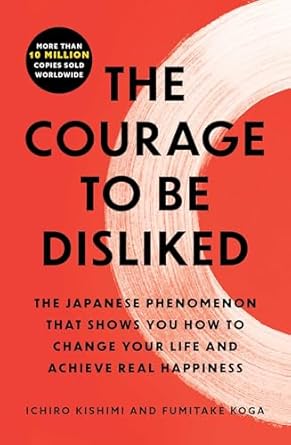 MORE THAN
10 MILLION
COPIES SOLD
WORLDWIDE
THE
COURAGE
TO BE
DISLIKED
THE JAPANESE PHENOMENON
THAT SHOWS YOU HOW TO
CHANGE YOUR LIFE AND
ACHIEVE REAL HAPPINESS
ICHIRO KISHIMI AND FUMITAKE KOGA